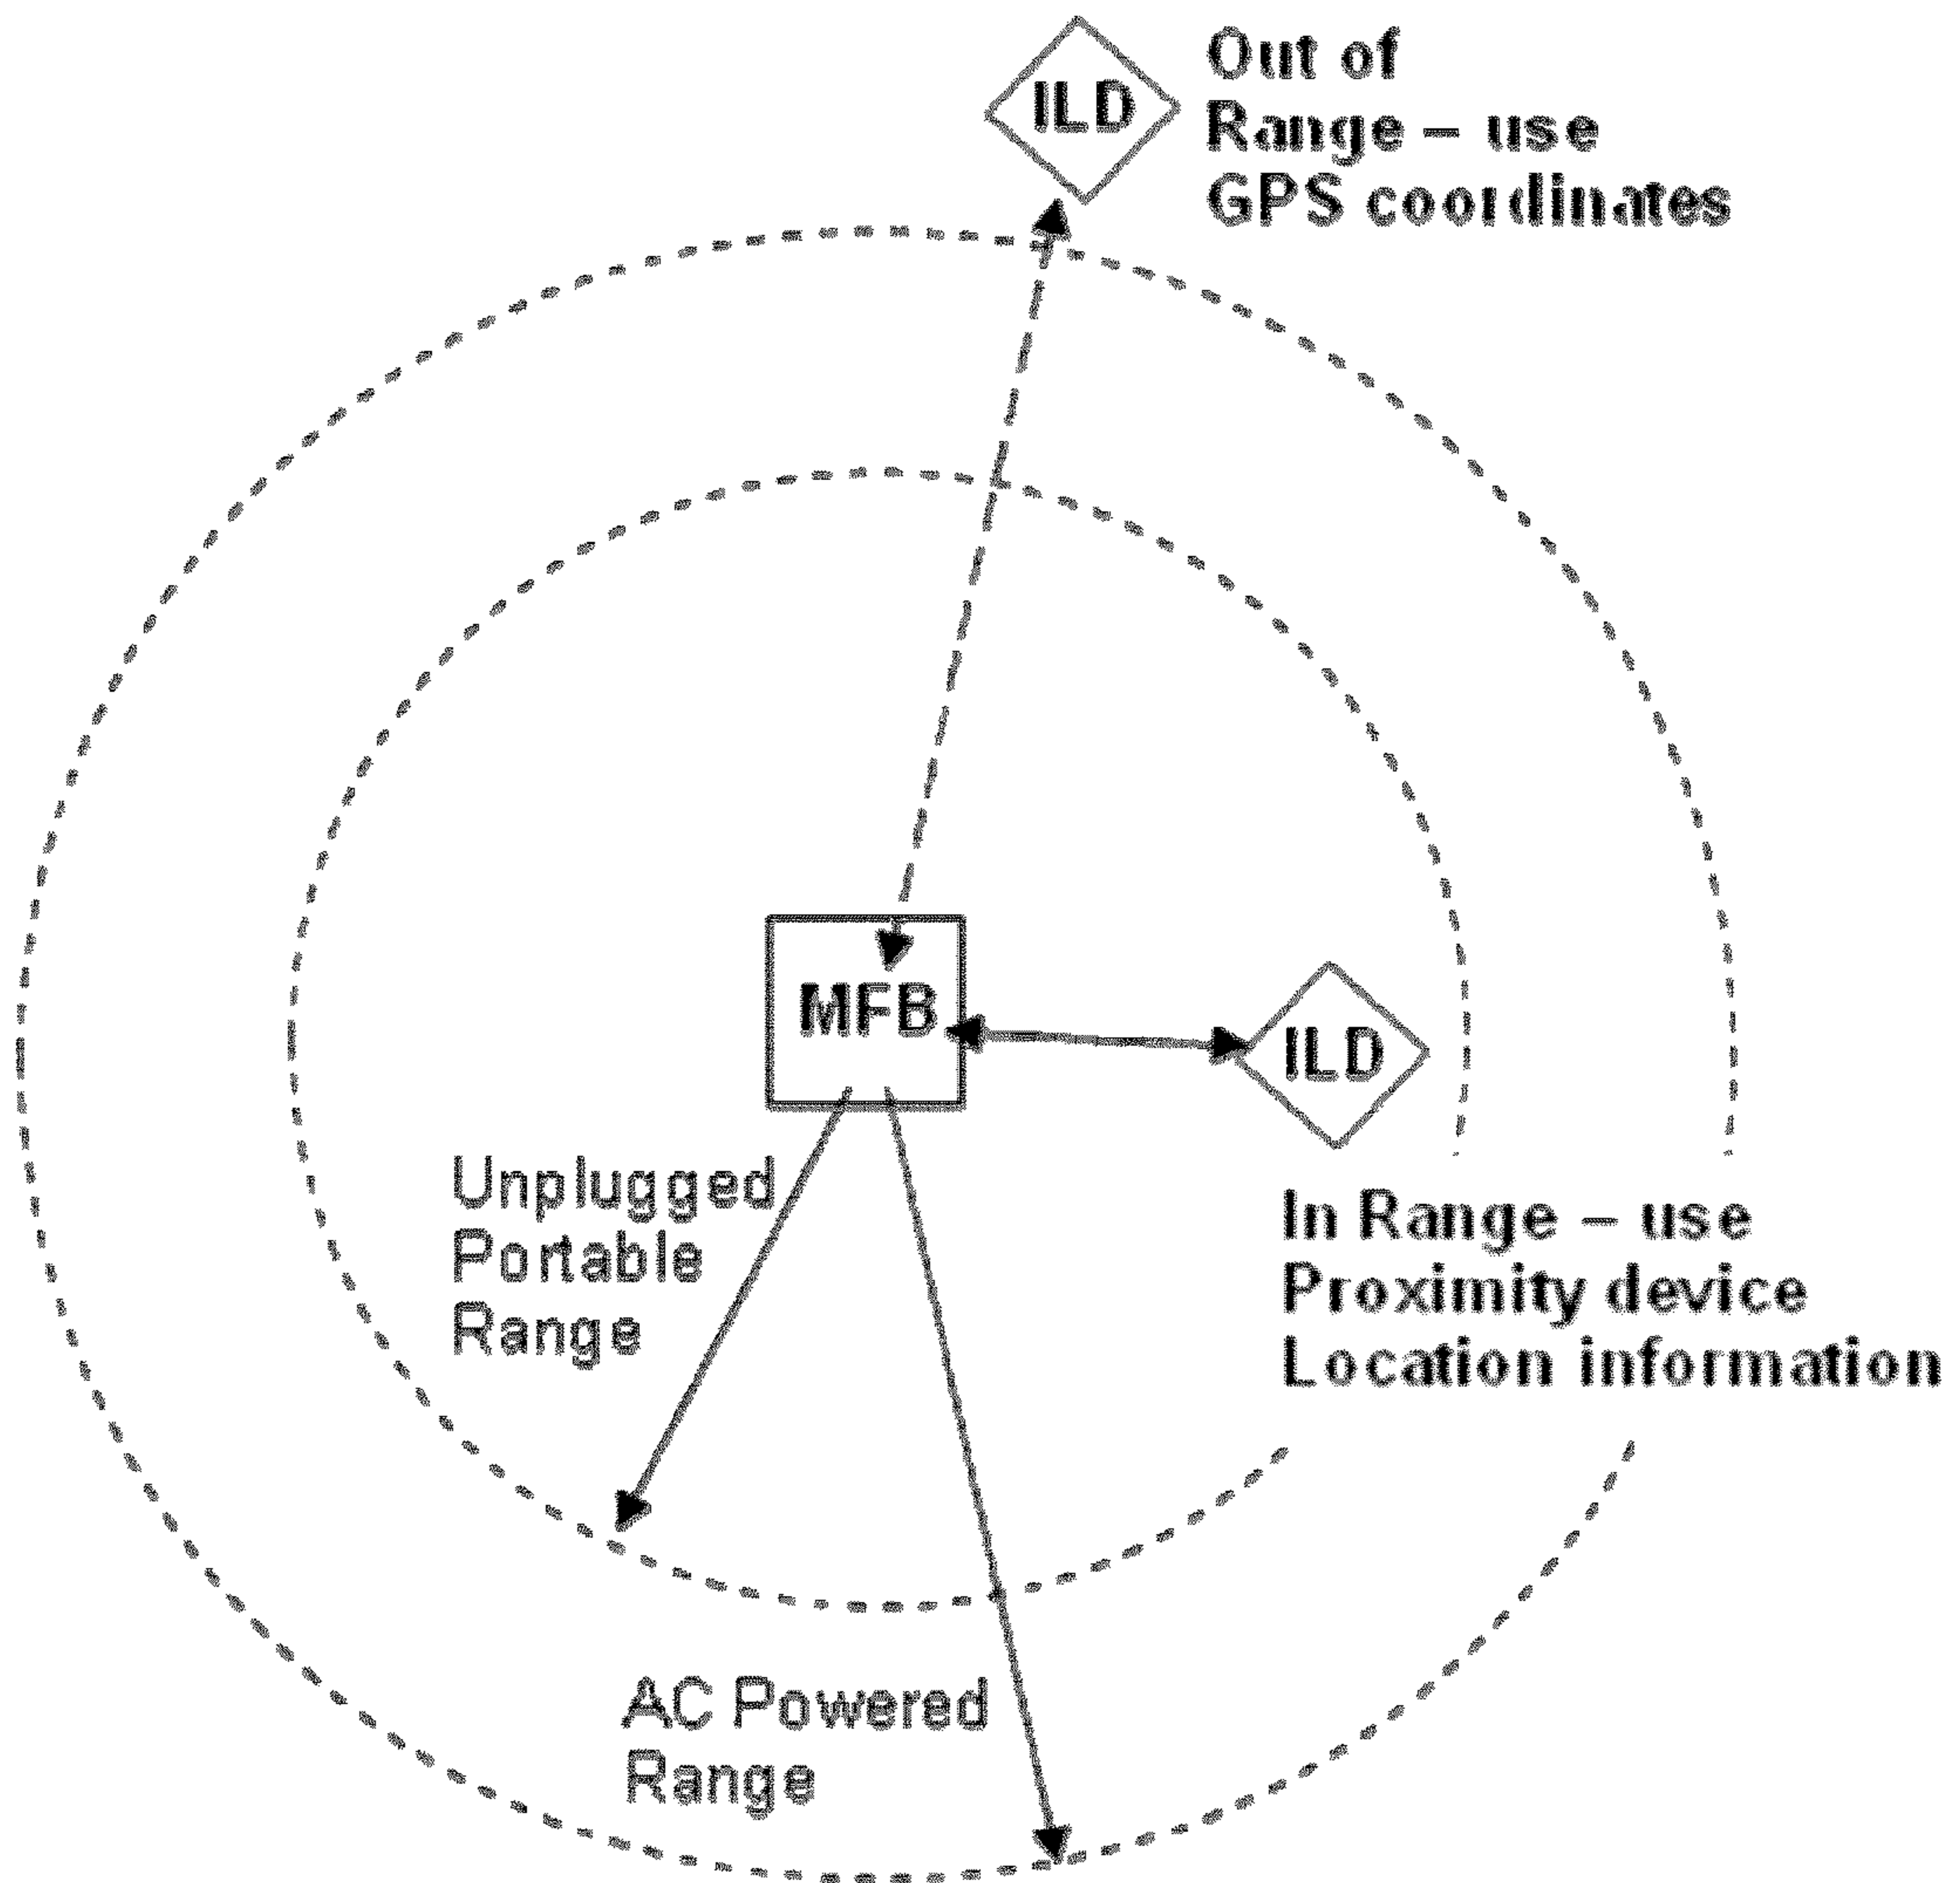 ILD
Out of
Range – use
GPS coordinates
MFB
ILD
Unplugged
Portable
Range
In Range – use
Proximity device
Location information
AC Powered
Range